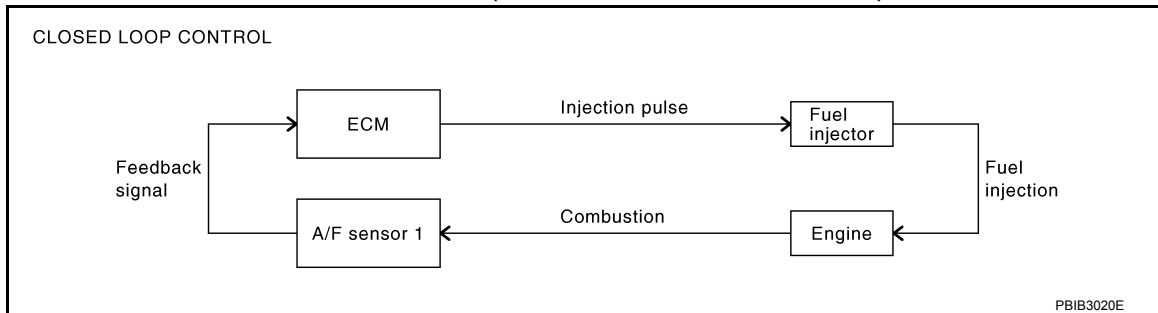 CLOSED LOOP CONTROL
ECM
Injection pulse
Fuel
injector
Feedback
signal
Fuel
injection
A/F sensor 1
Combustion
Engine
PBIB3020E